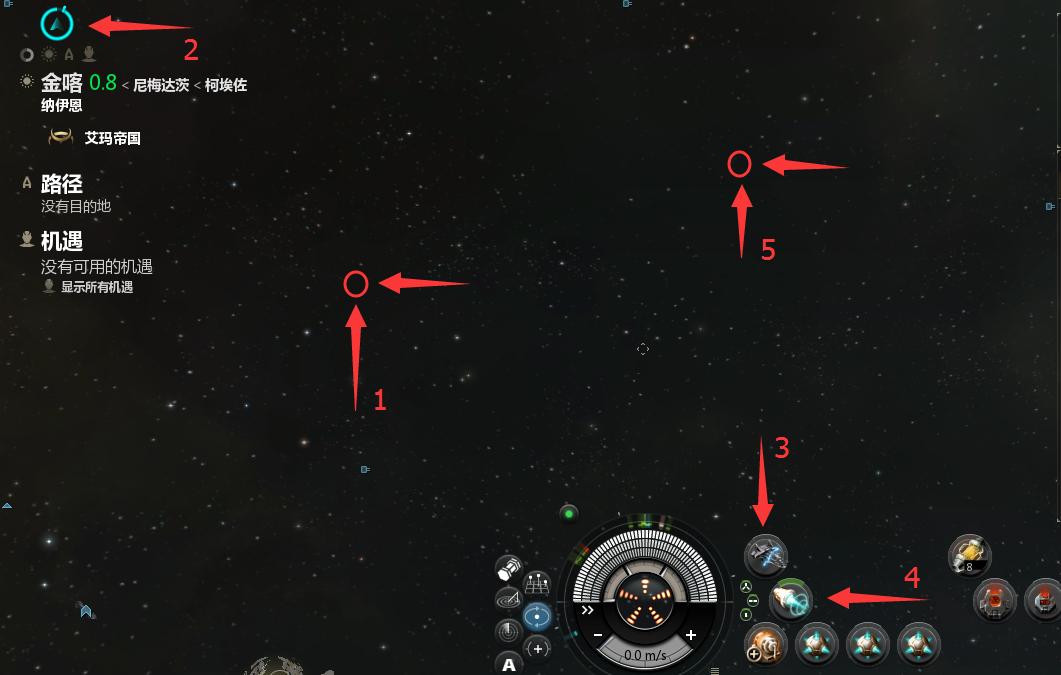 2
金喀 0.8 < 尼梅达茨 < 柯埃佐
纳伊恩
艾玛帝国
路径
没有目的地
机遇
没有可用的机遇
显示所有机遇
5
1
3
4
8
0.0 m/s
A